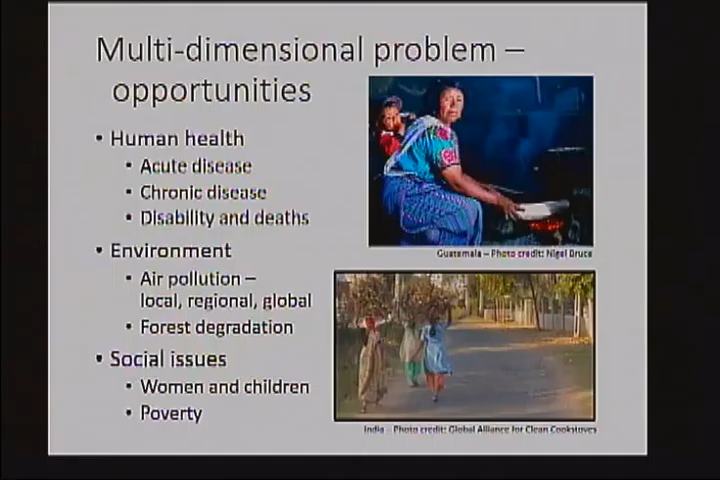 Multi-dimensional problem –
opportunities
• Human health
• Acute disease
• Chronic disease
• Disability and deaths
• Environment
• Air pollution –
local, regional, global
• Forest degradation
• Social issues
• Women and children
• Poverty
Guatemala – Photo credit: Nigel Bruce
India – Photo credit: Global Alliance for Clean Cookstoves